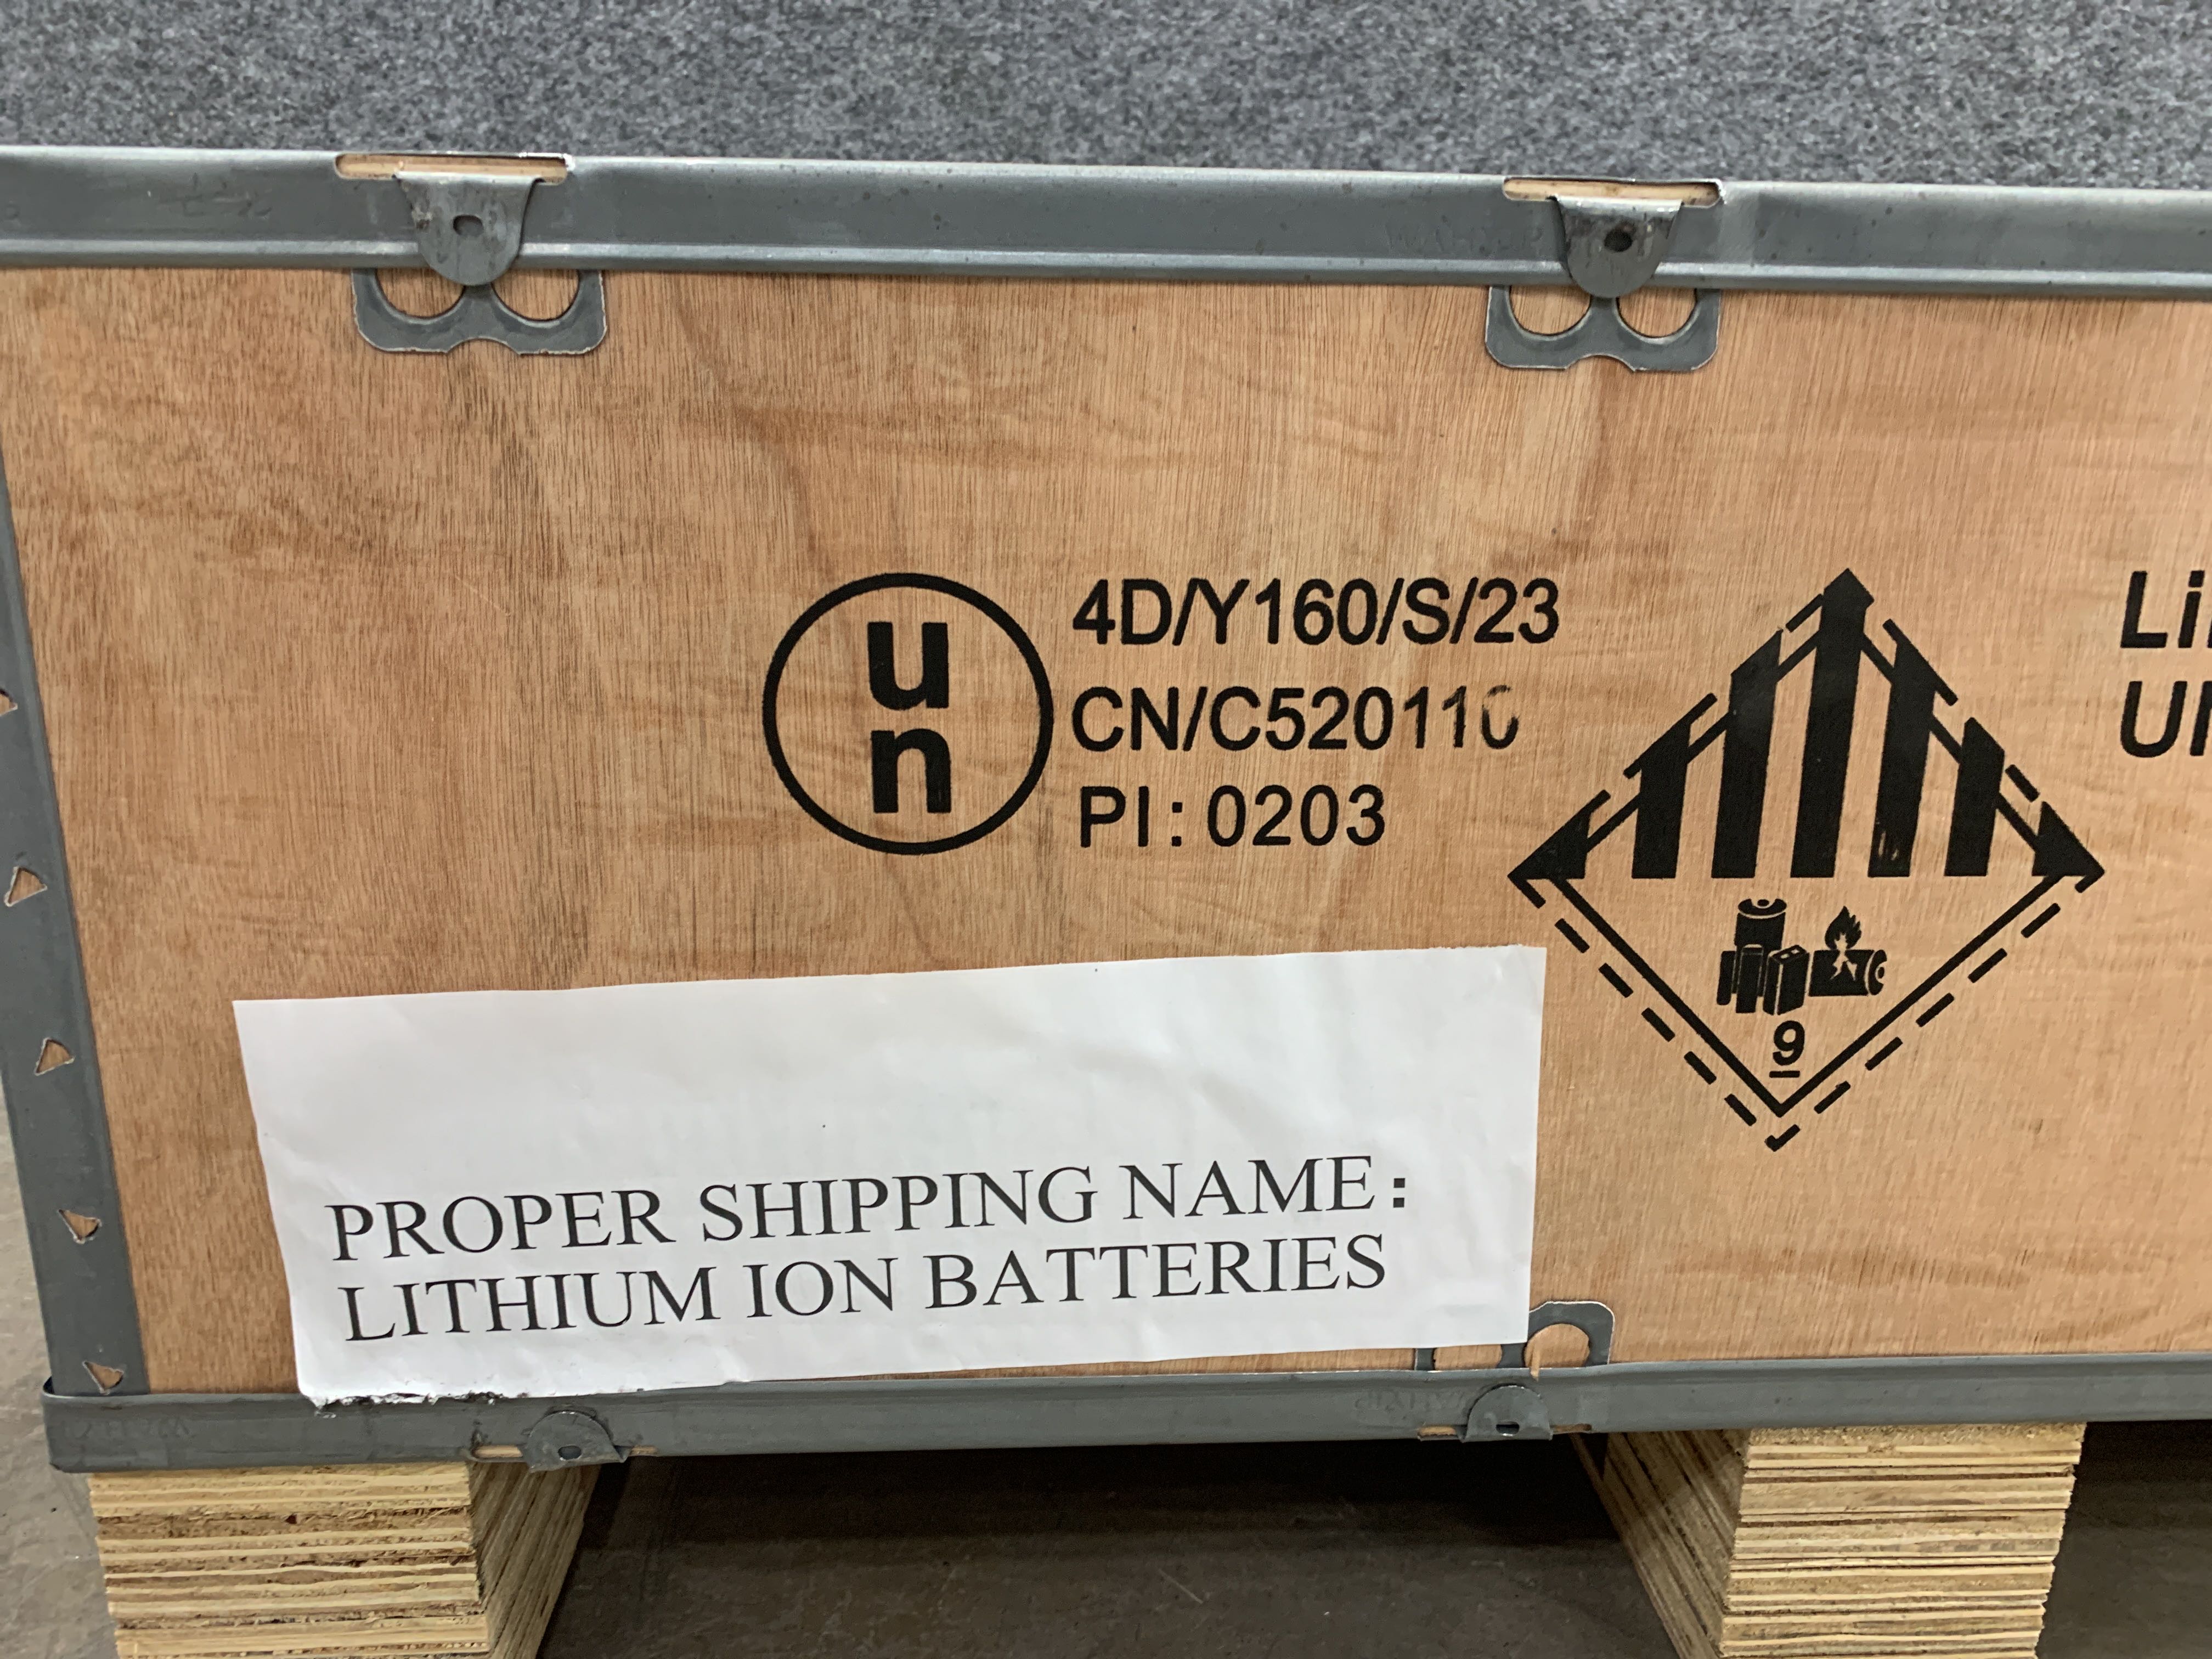 u
n
4D/Y160/S/23
CN/C520110
PI: 0203
9
PROPER SHIPPING NAME:
LITHIUM ION BATTERIES